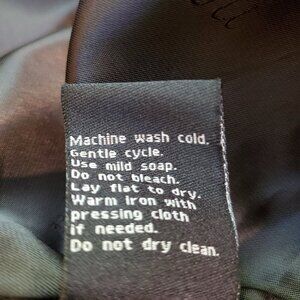 Machine wash cold.
Gentle cycle.
Use mild soap.
Do not bleach.
Lay flat to dry.
Warm iron with
pressing cloth
if needed.
Do not dry clean.